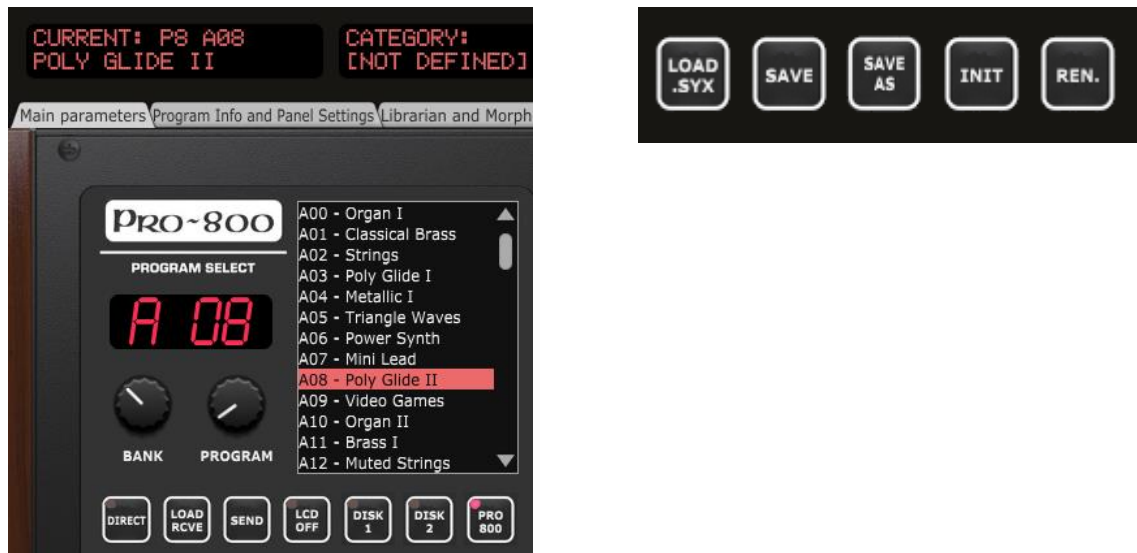 CURRENT: P8 A08
POLY GLIDE II
CATEGORY:
[NOT DEFINED]
Main parameters
Program Info and Panel Settings
Librarian and Morph
PRO~800
PROGRAM SELECT
A 08
BANK
PROGRAM
A00 - Organ I
A01 - Classical Brass
A02 - Strings
A03 - Poly Glide I
A04 - Metallic I
A05 - Triangle Waves
A06 - Power Synth
A07 - Mini Lead
A08 - Poly Glide II
A09 - Video Games
A10 - Organ II
A11 - Brass I
A12 - Muted Strings
DIRECT
LOAD
RCVE
SEND
LCD
OFF
DISK
1
DISK
2
PRO
800
LOAD
.SYX
SAVE
SAVE
AS
INIT
REN.